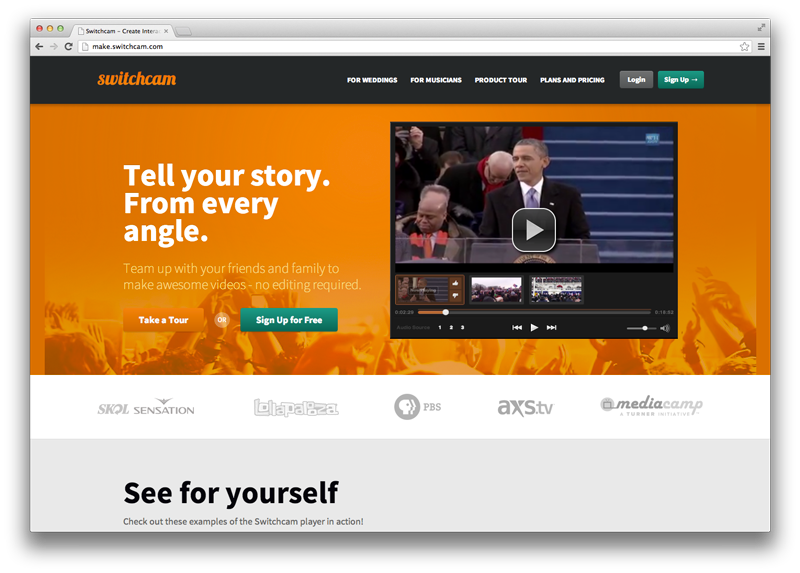 Switchcam – Create Intera
make.switchcam.com
switchcam
FOR WEDDINGS
FOR MUSICIANS
PRODUCT TOUR
PLANS AND PRICING
Login
Sign Up →
Tell your story.
From every
angle.
Team up with your friends and family to
make awesome videos - no editing required.
Take a Tour
OR
Sign Up for Free
0:02:25
0:18:03
Audio Source
1 2 3
SKOL SENSATION
Lollapalooza
PBS
axs.tv
mediacamp
A TURNER INITIATIVE
See for yourself
Check out these examples of the Switchcam player in action!